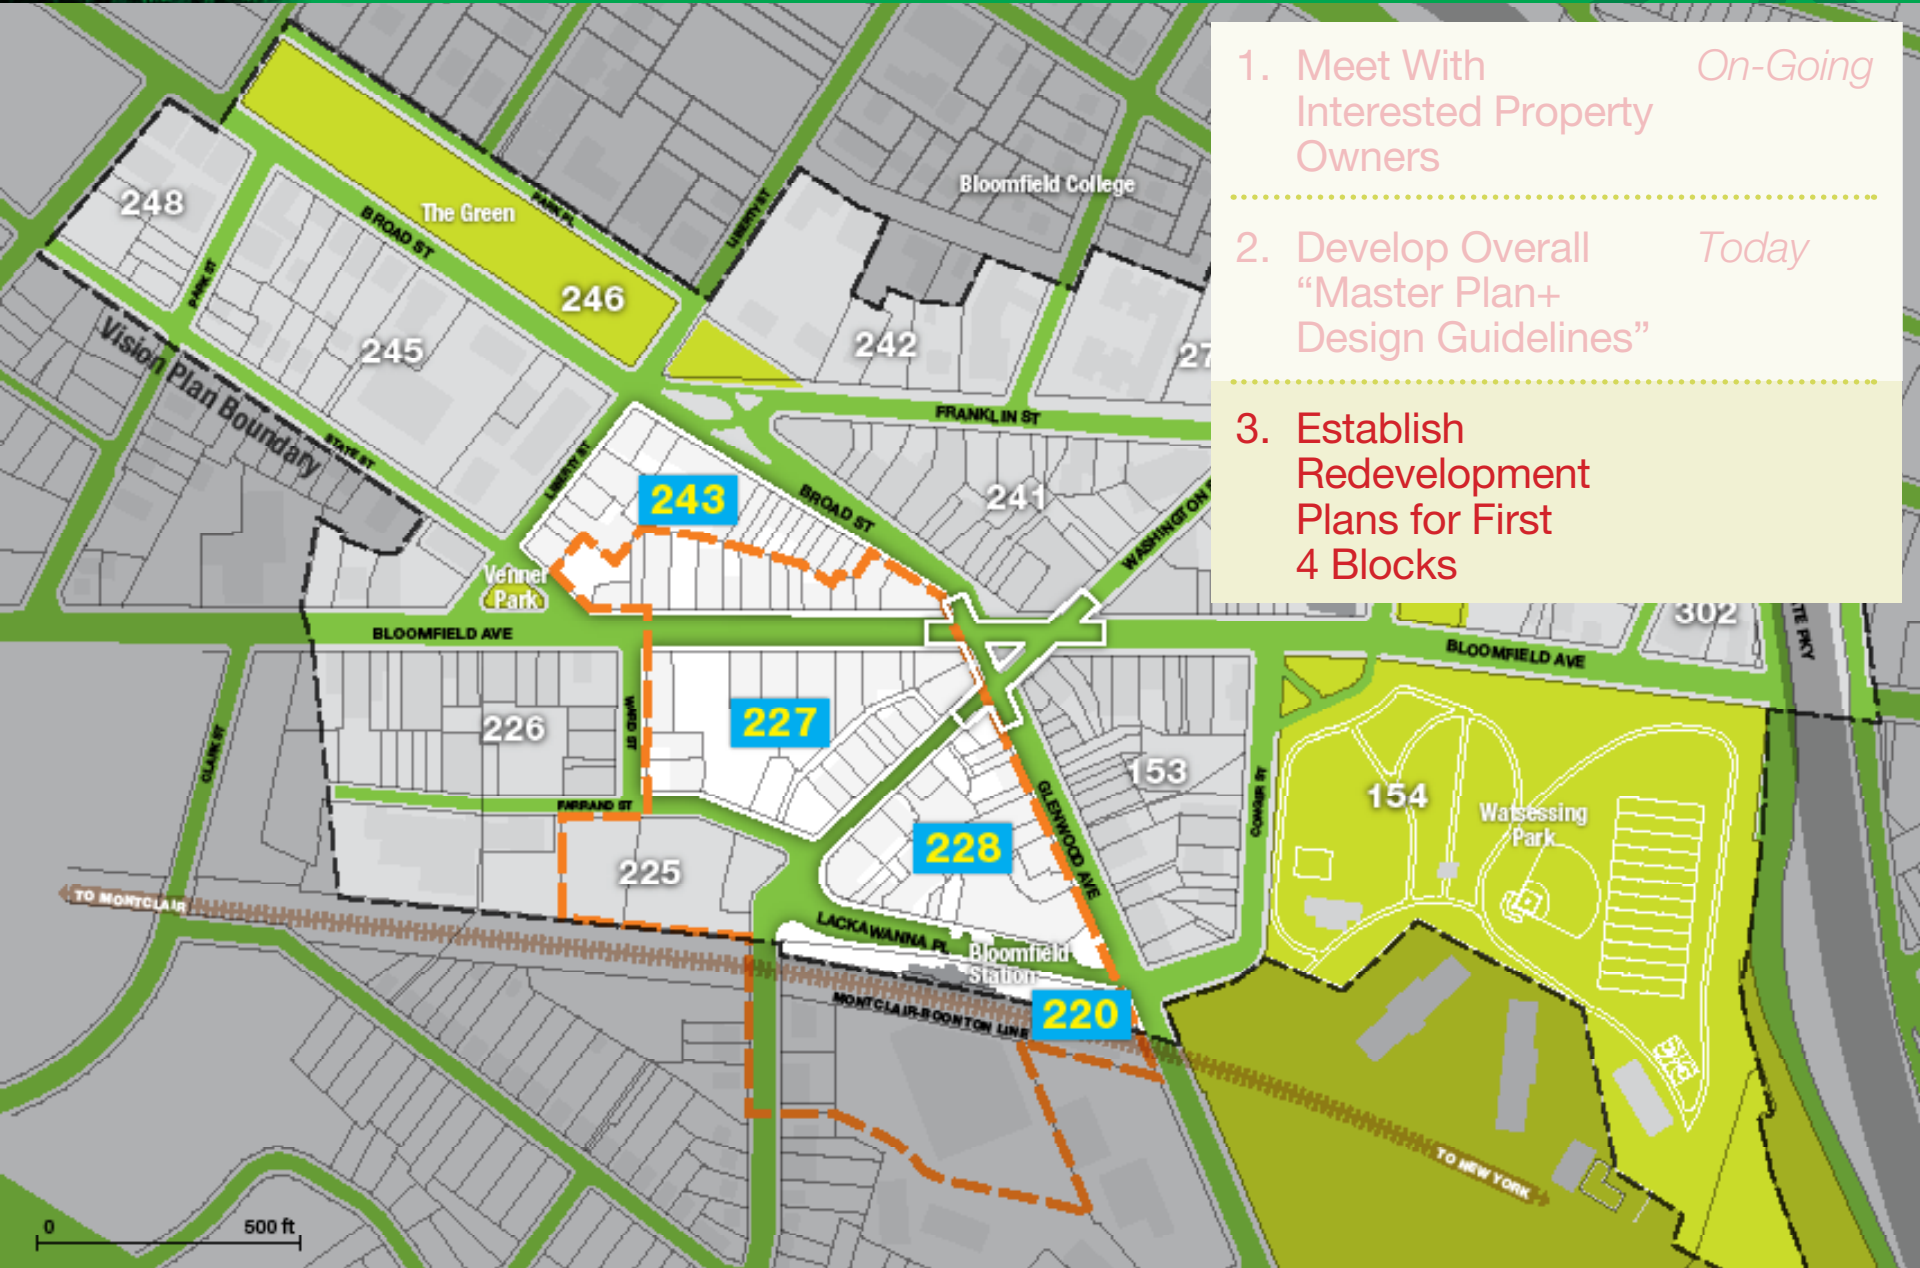 1. Meet With On-Going
Interested Property
Owners
2. Develop Overall Today
“Master Plan+
Design Guidelines”
3. Establish
Redevelopment
Plans for First
4 Blocks
Bloomfield College
248
The Green
PARK PL
LIBERTY ST
BROAD ST
PARK ST
246
245
242
27
Vision Plan Boundary
STATE ST
FRANKLIN ST
LIBERTY ST
243
BROAD ST
241
WASHINGTON
Venner
Park
BLOOMFIELD AVE
302
BLOOMFIELD AVE
226
WARD ST
227
CLARK ST
153
154
Watsessing
Park
CONGER ST
GLENWOOD AVE
FARRAND ST
228
225
TO MONTCLAIR
LACKAWANNA PL
Bloomfield
Station
MONTCLAIR-BOONTON LINE
220
TO NEW YORK
0 500 ft